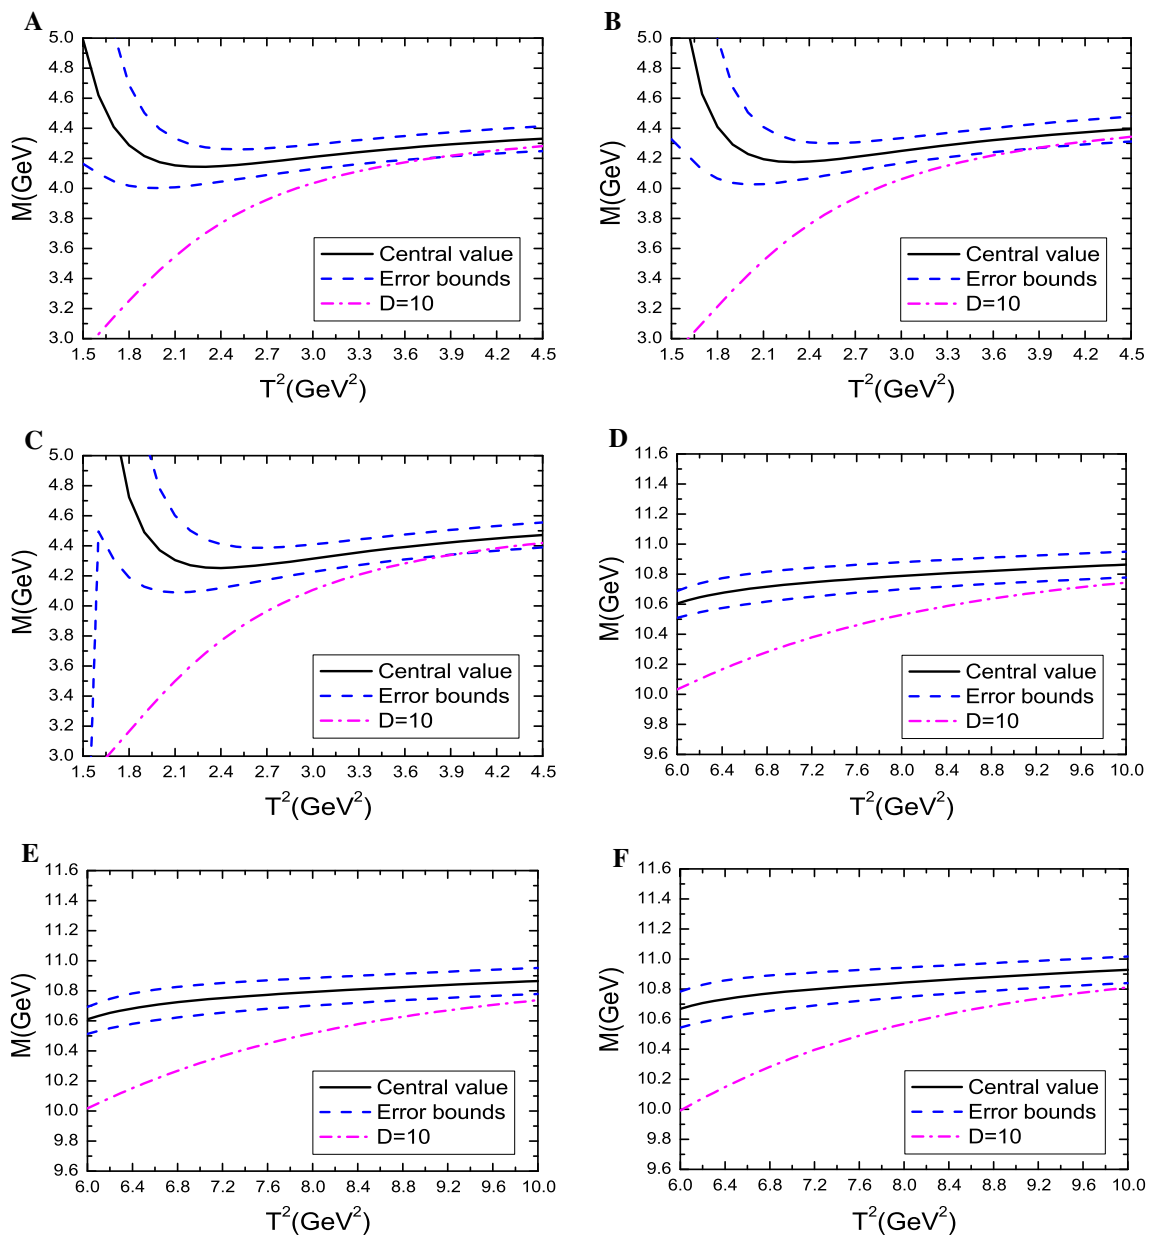 A
5.0
4.8
4.6
4.4
4.2
4.0
3.8
3.6
3.4
3.2
3.0
M(GeV)
Central value
Error bounds
D=10
1.5 1.8 2.1 2.4 2.7 3.0 3.3 3.6 3.9 4.2 4.5
T²(GeV²)
B
5.0
4.8
4.6
4.4
4.2
4.0
3.8
3.6
3.4
3.2
3.0
M(GeV)
Central value
Error bounds
D=10
1.5 1.8 2.1 2.4 2.7 3.0 3.3 3.6 3.9 4.2 4.5
T²(GeV²)
C
5.0
4.8
4.6
4.4
4.2
4.0
3.8
3.6
3.4
3.2
3.0
M(GeV)
Central value
Error bounds
D=10
1.5 1.8 2.1 2.4 2.7 3.0 3.3 3.6 3.9 4.2 4.5
T²(GeV²)
D
11.6
11.4
11.2
11.0
10.8
10.6
10.4
10.2
10.0
9.8
9.6
M(GeV)
Central value
Error bounds
D=10
6.0 6.4 6.8 7.2 7.6 8.0 8.4 8.8 9.2 9.6 10.0
T²(GeV²)
E
11.6
11.4
11.2
11.0
10.8
10.6
10.4
10.2
10.0
9.8
9.6
M(GeV)
Central value
Error bounds
D=10
6.0 6.4 6.8 7.2 7.6 8.0 8.4 8.8 9.2 9.6 10.0
T²(GeV²)
F
11.6
11.4
11.2
11.0
10.8
10.6
10.4
10.2
10.0
9.8
9.6
M(GeV)
Central value
Error bounds
D=10
6.0 6.4 6.8 7.2 7.6 8.0 8.4 8.8 9.2 9.6 10.0
T²(GeV²)